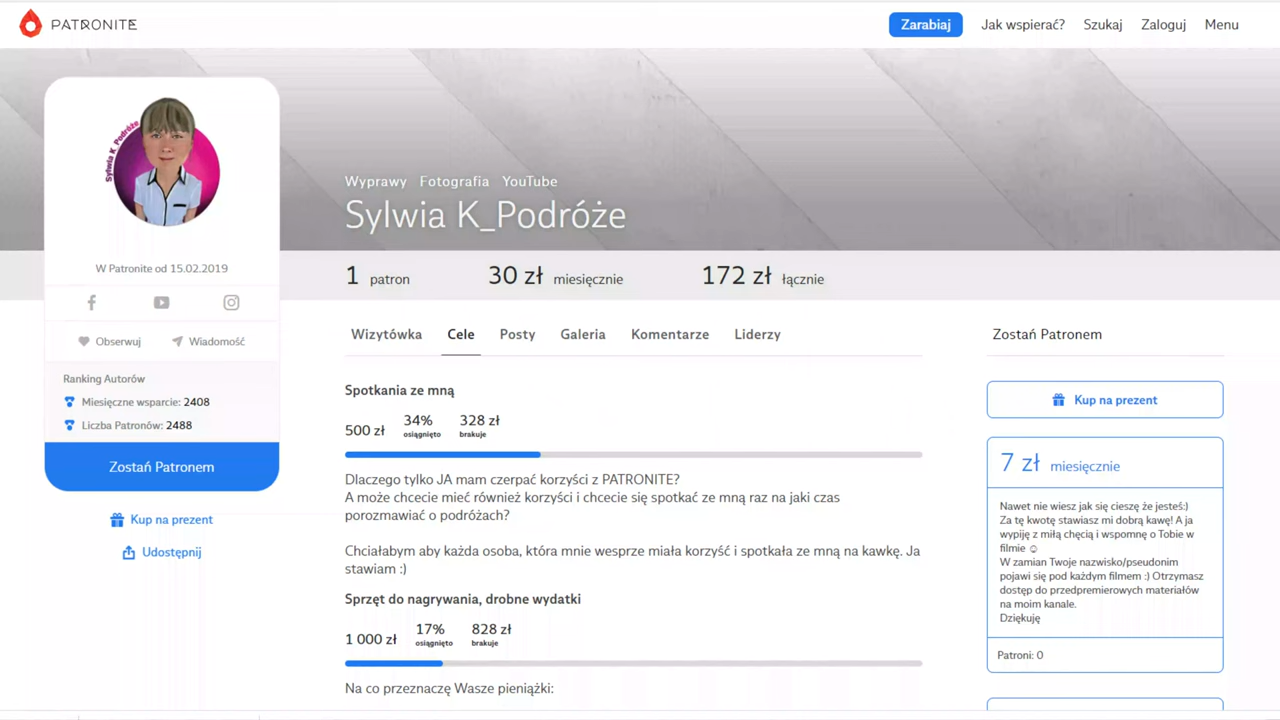 PATRONITE
Zarabiaj
Jak wspierać?
Szukaj
Zaloguj
Menu
Sylwia K_Podróże
W Patronite od 15.02.2019
Obserwuj
Wiadomość
Ranking Autorów
Miesięczne wsparcie: 2408
Liczba Patronów: 2488
Zostań Patronem
Kup na prezent
Udostępnij
Wyprawy Fotografia YouTube
Sylwia K_Podróże
1 patron
30 zł miesięcznie
172 zł łącznie
Wizytówka
Cele
Posty
Galeria
Komentarze
Liderzy
Spotkania ze mną
500 zł
34%
osiągnięto
328 zł
brakuje
Dlaczego tylko JA mam czerpać korzyści z PATRONITE?
A może chcecie mieć również korzyści i chcecie się spotkać ze mną raz na jaki czas
porozmawiać o podróżach?
Chciałabym aby każda osoba, która mnie wesprze miała korzyść i spotkała ze mną na kawkę. Ja
stawiam :)
Sprzęt do nagrywania, drobne wydatki
1 000 zł
17%
osiągnięto
828 zł
brakuje
Na co przeznaczę Wasze pieniążki:
Zostań Patronem
Kup na prezent
7 zł miesięcznie
Nawet nie wiesz jak się cieszę że jesteś:)
Za tę kwotę stawiasz mi dobrą kawę! A ja
wypiję z miłą chęcią i wspomnę o Tobie w
filmie ☺
W zamian Twoje nazwisko/pseudonim
pojawi się pod każdym filmem :) Otrzymasz
dostęp do przedpremierowych materiałów
na moim kanale.
Dziękuję
Patroni: 0